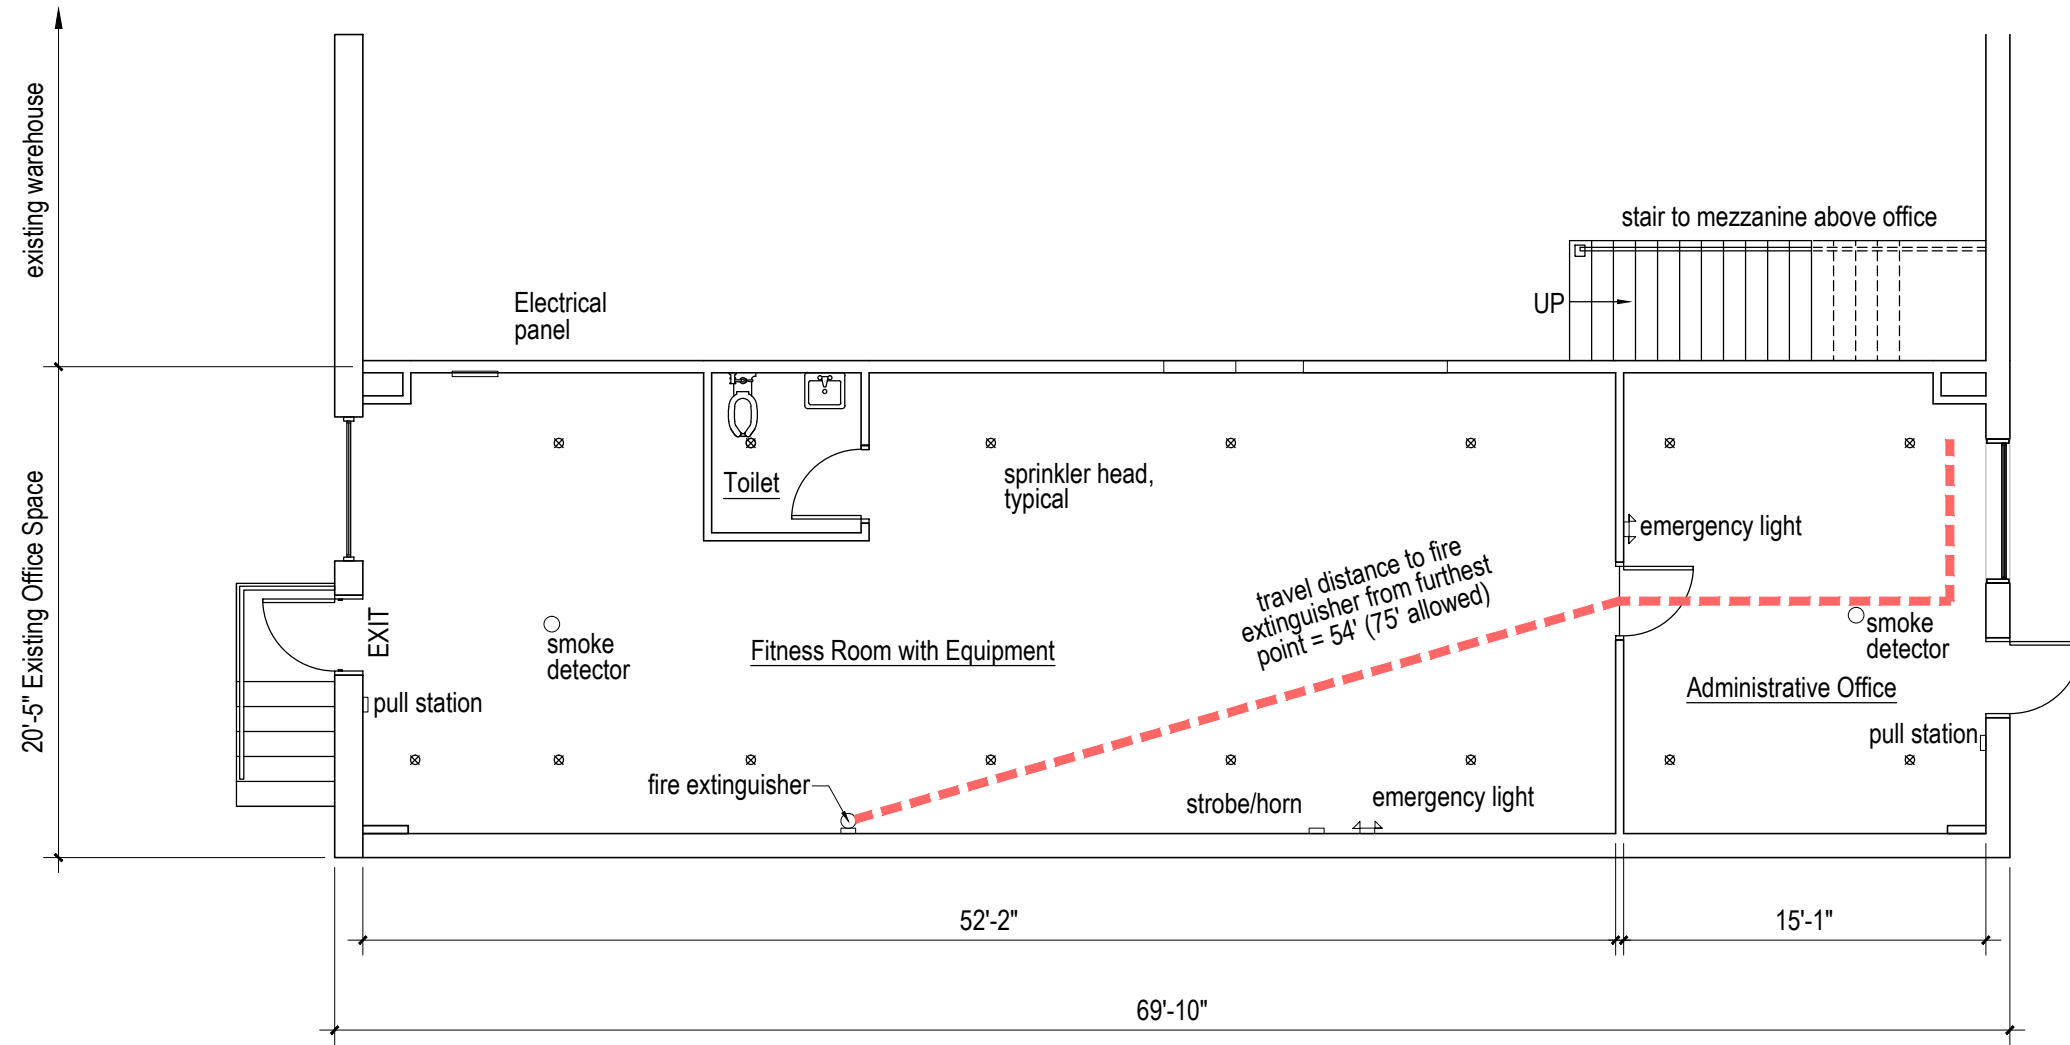 existing warehouse
stair to mezzanine above office
UP
Electrical
panel
20'-5" Existing Office Space
Toilet
sprinkler head,
typical
emergency light
travel distance to fire
extinguisher from furthest
point = 54' (75' allowed)
EXIT
smoke
detector
Fitness Room with Equipment
smoke
detector
Administrative Office
pull station
pull station
fire extinguisher
strobe/horn
emergency light
52'-2"
15'-1"
69'-10"